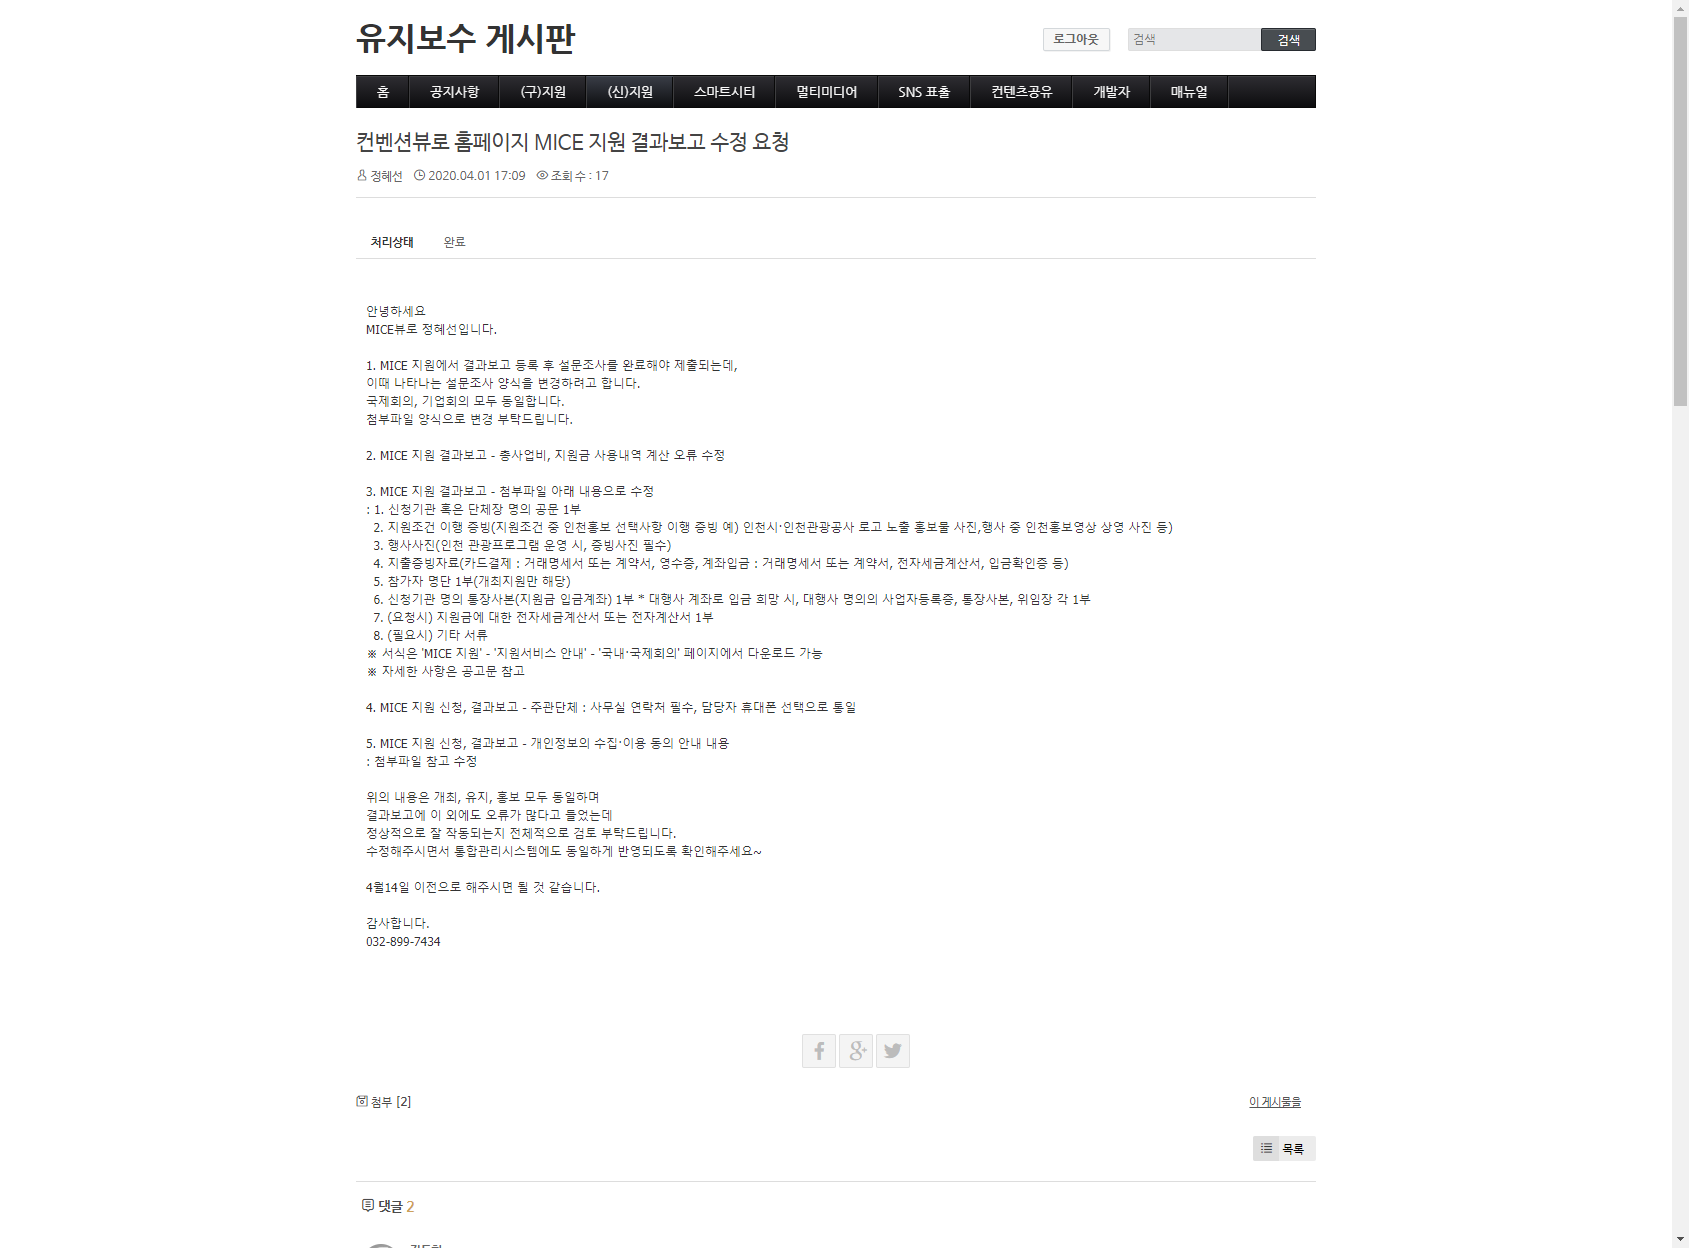 유지보수 게시판
로그아웃
검색
검색
홈 공지사항 (구)지원 (신)지원 스마트시티 멀티미디어 SNS 표출 컨텐츠공유 개발자 매뉴얼
컨벤션뷰로 홈페이지 MICE 지원 결과보고 수정 요청
정혜선 2020.04.01 17:09 조회 수 : 17
처리상태 완료
안녕하세요
MICE뷰로 정혜선입니다.
1. MICE 지원에서 결과보고 등록 후 설문조사를 완료해야 제출되는데,
이때 나타나는 설문조사 양식을 변경하려고 합니다.
국제회의, 기업회의 모두 동일합니다.
첨부파일 양식으로 변경 부탁드립니다.
2. MICE 지원 결과보고 - 총사업비, 지원금 사용내역 계산 오류 수정
3. MICE 지원 결과보고 - 첨부파일 아래 내용으로 수정
: 1. 신청기관 혹은 단체장 명의 공문 1부
2. 지원조건 이행 증빙(지원조건 중 인천홍보 선택사항 이행 증빙 예) 인천시·인천관광공사 로고 노출 홍보물 사진,행사 중 인천홍보영상 상영 사진 등)
3. 행사사진(인천 관광프로그램 운영 시, 증빙사진 필수)
4. 지출증빙자료(카드결제 : 거래명세서 또는 계약서, 영수증, 계좌입금 : 거래명세서 또는 계약서, 전자세금계산서, 입금확인증 등)
5. 참가자 명단 1부(개최지원만 해당)
6. 신청기관 명의 통장사본(지원금 입금계좌) 1부 * 대행사 계좌로 입금 희망 시, 대행사 명의의 사업자등록증, 통장사본, 위임장 각 1부
7. (요청시) 지원금에 대한 전자세금계산서 또는 전자계산서 1부
8. (필요시) 기타 서류
※ 서식은 'MICE 지원' - '지원서비스 안내' - '국내·국제회의' 페이지에서 다운로드 가능
※ 자세한 사항은 공고문 참고
4. MICE 지원 신청, 결과보고 - 주관단체 : 사무실 연락처 필수, 담당자 휴대폰 선택으로 통일
5. MICE 지원 신청, 결과보고 - 개인정보의 수집·이용 동의 안내 내용
: 첨부파일 참고 수정
위의 내용은 개최, 유지, 홍보 모두 동일하며
결과보고에 이 외에도 오류가 많다고 들었는데
정상적으로 잘 작동되는지 전체적으로 검토 부탁드립니다.
수정해주시면서 통합관리시스템에도 동일하게 반영되도록 확인해주세요~
4월14일 이전으로 해주시면 될 것 같습니다.
감사합니다.
032-899-7434
첨부 [2]
이 게시물을
목록
댓글 2